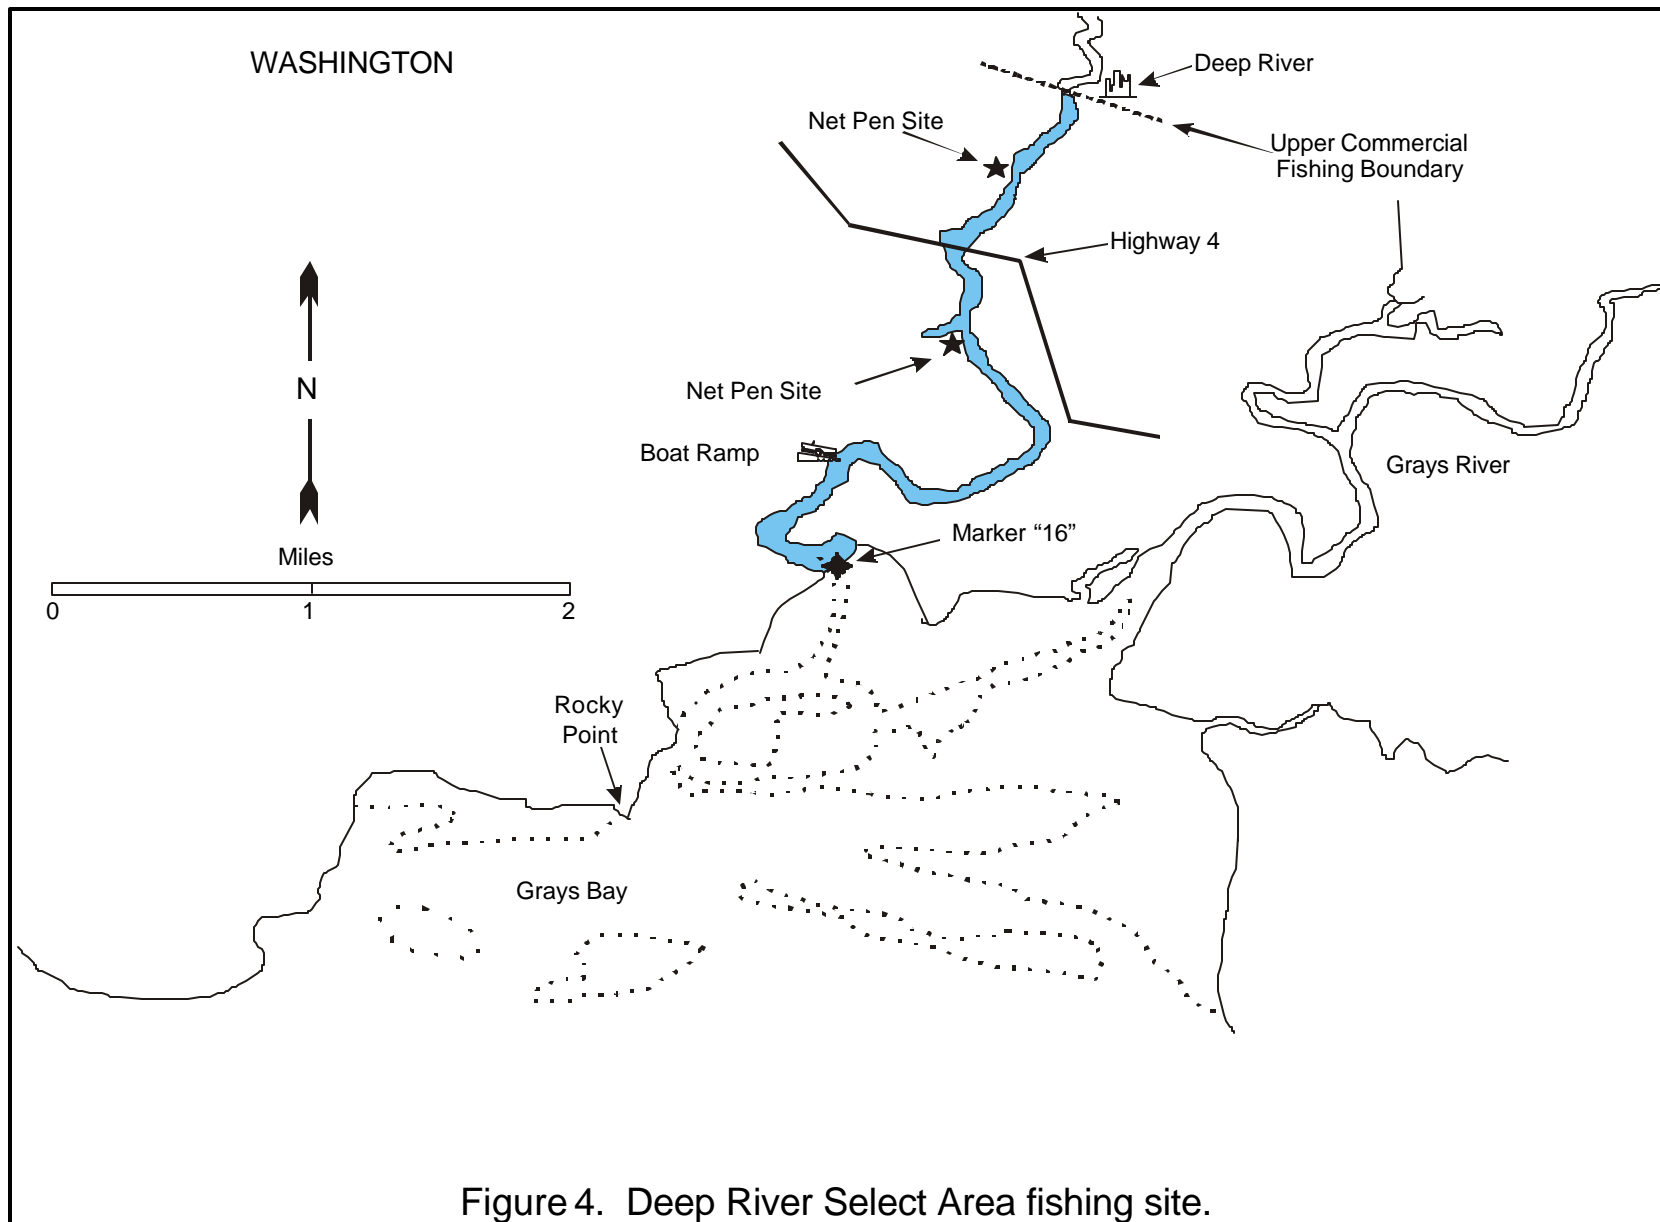 WASHINGTON
Deep River
Net Pen Site
Upper Commercial
Fishing Boundary
Highway 4
N
Net Pen Site
Boat Ramp
Grays River
Marker “16”
Miles
0 1 2
Rocky
Point
Grays Bay
Figure 4. Deep River Select Area fishing site.